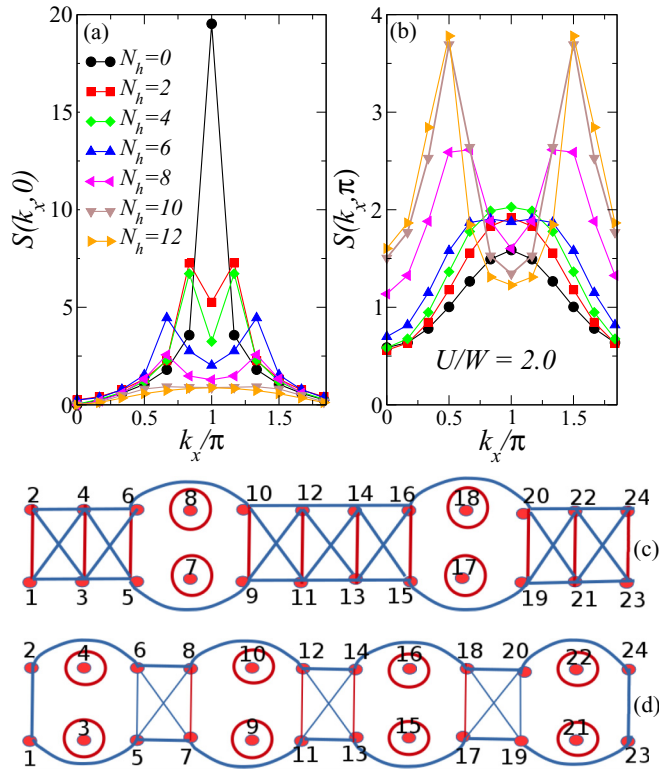 (a)
(b)
20
15
10
5
0
S(kx,0)
Nh=0
Nh=2
Nh=4
Nh=6
Nh=8
Nh=10
Nh=12
0 0.5 1 1.5
kx/π
4
3
2
1
0
S(kx,π)
U/W = 2.0
0 0.5 1 1.5
kx/π
2 4 6 8 10 12 14 16 18 20 22 24
(c)
1 3 5 7 9 11 13 15 17 19 21 23
2 4 6 8 10 12 14 16 18 20 22 24
(d)
1 3 5 7 9 11 13 15 17 19 21 23